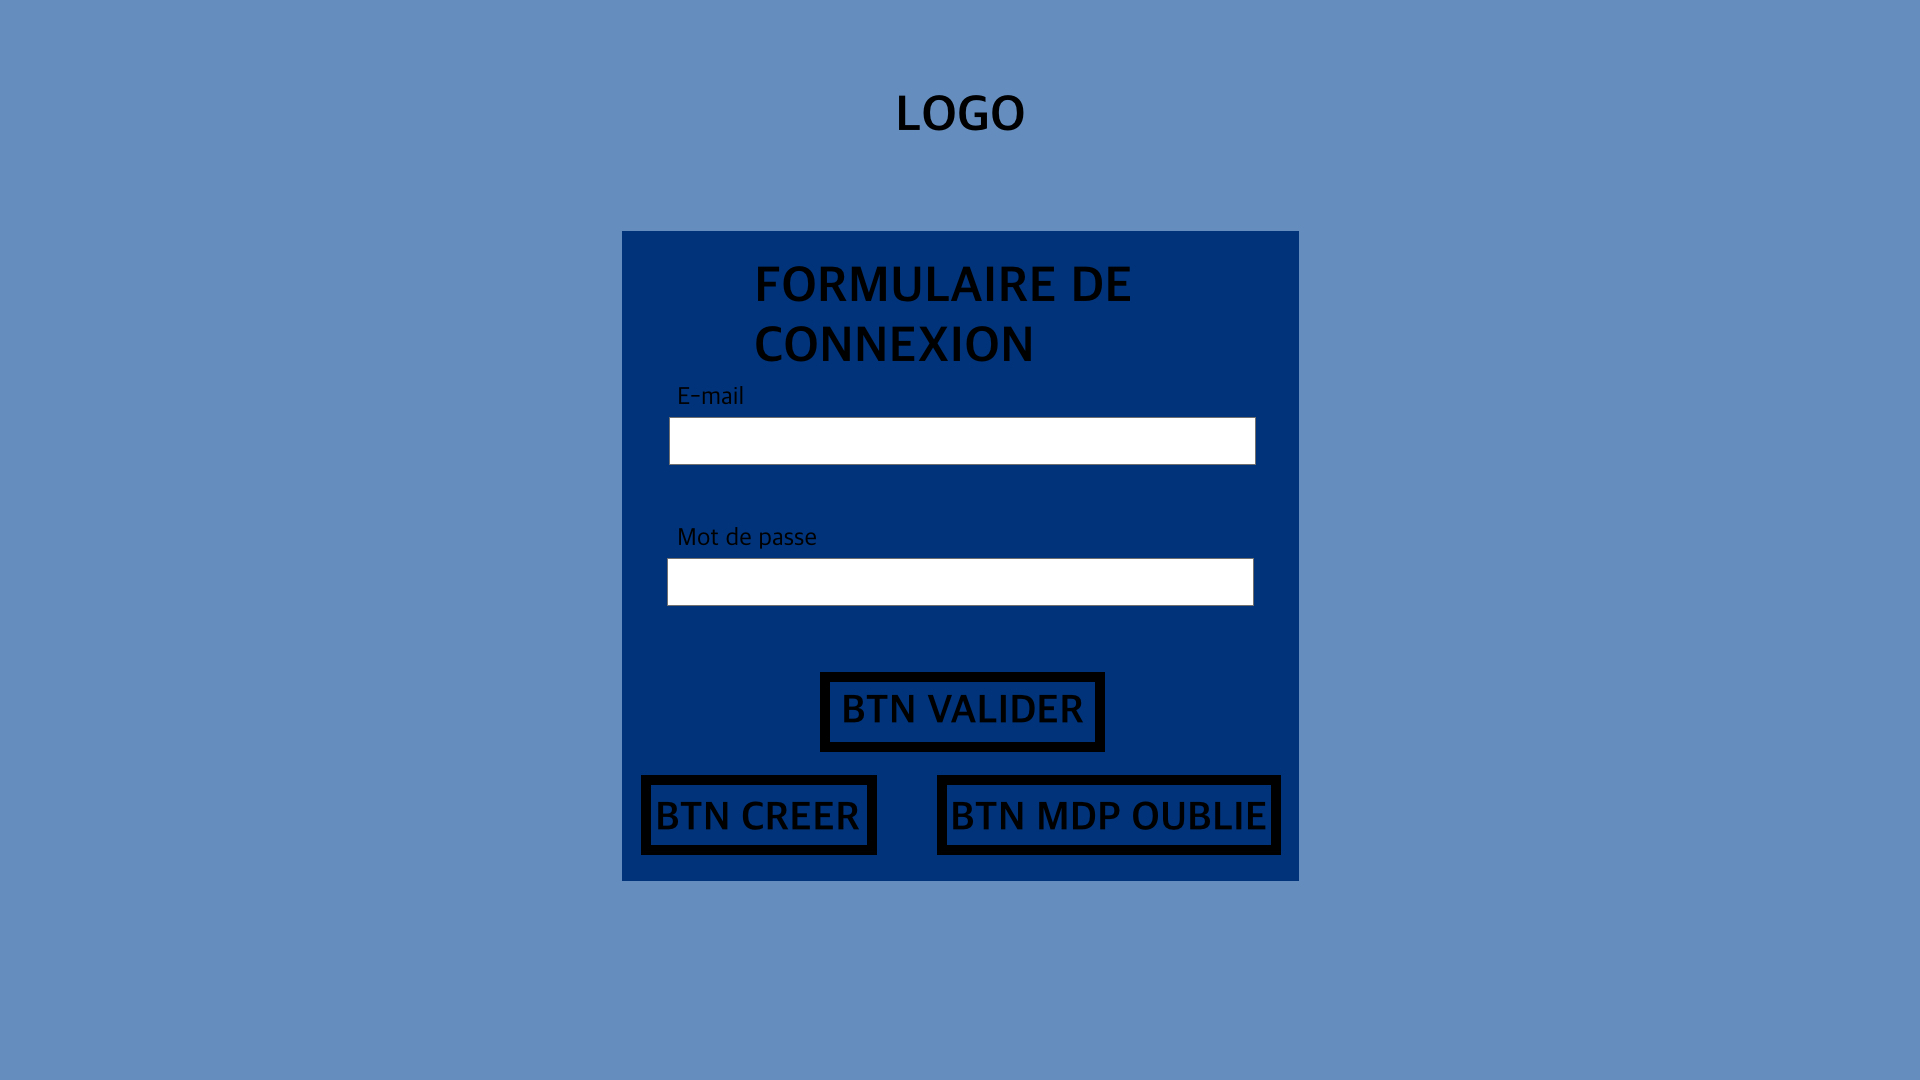 LOGO
FORMULAIRE DE
CONNEXION
E-mail
Mot de passe
BTN VALIDER
BTN CREER
BTN MDP OUBLIE